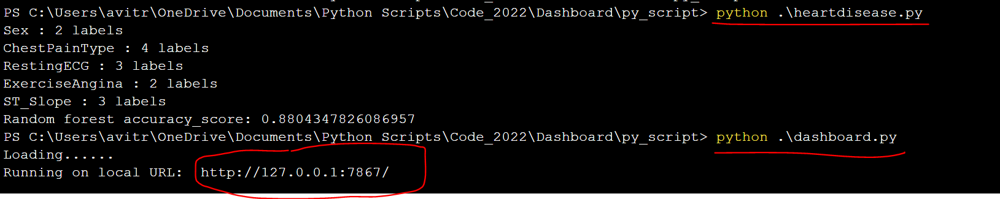 PS C:\Users\avitr\OneDrive\Documents\Python Scripts\Code_2022\Dashboard\py_script> python .\heartdisease.py
Sex : 2 labels
ChestPainType : 4 labels
RestingECG : 3 labels
ExerciseAngina : 2 labels
ST_Slope : 3 labels
Random forest accuracy_score: 0.8804347826086957
PS C:\Users\avitr\OneDrive\Documents\Python Scripts\Code_2022\Dashboard\py_script> python .\dashboard.py
Loading......
Running on local URL:  http://127.0.0.1:7867/